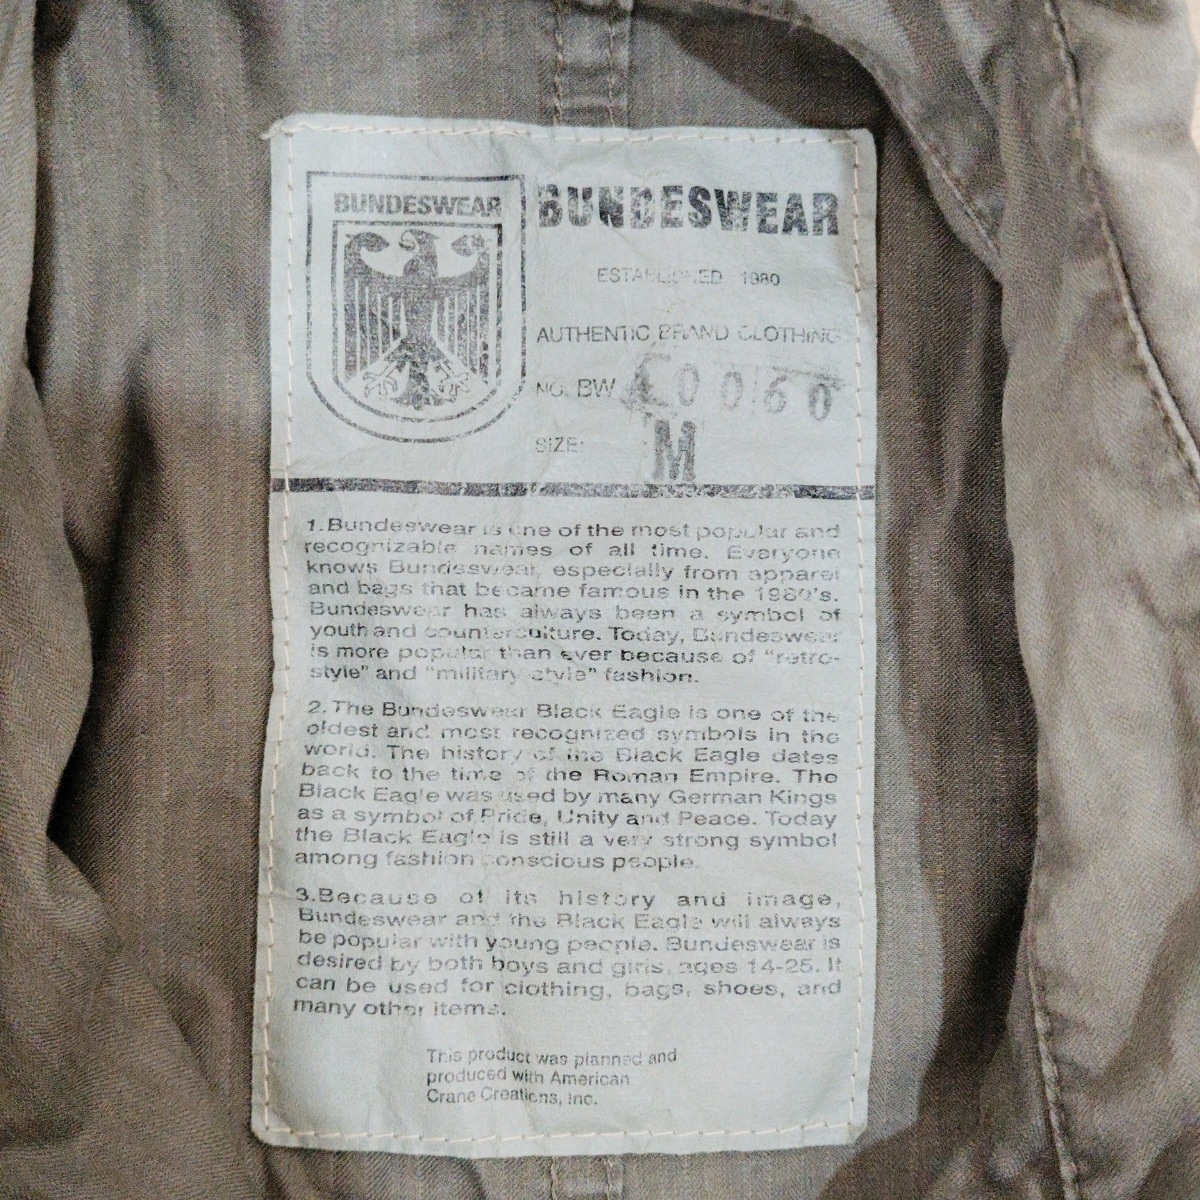 BUNDESWEAR
BUNDESWEAR
ESTABLISHED 1980
AUTHENTIC BRAND CLOTHING
NO. BW 40060
SIZE: M
1.Bundeswear is one of the most popular and
recognizable names of all time. Everyone
knows Bundeswear, especially from apparel
and bags that became famous in the 1980's.
Bundeswear has always been a symbol of
youth and counterculture. Today, Bundeswear
is more popular than ever because of "retro-
style" and "military style" fashion.
2.The Bundeswear Black Eagle is one of the
oldest and most recognized symbols in the
world. The history of the Black Eagle dates
back to the time of the Roman Empire. The
Black Eagle was used by many German Kings
as a symbol of Pride, Unity and Peace. Today
the Black Eagle is still a very strong symbol
among fashion conscious people.
3.Because of its history and image,
Bundeswear and the Black Eagle will always
be popular with young people. Bundeswear is
desired by both boys and girls, ages 14-25. It
can be used for clothing, bags, shoes, and
many other items.
This product was planned and
produced with American
Crane Creations, Inc.